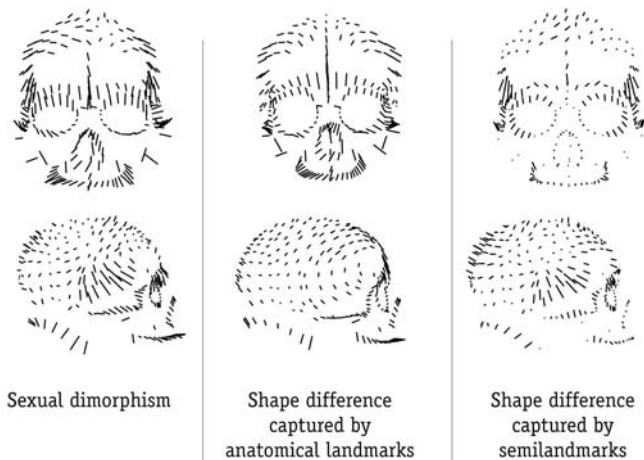 Sexual dimorphism
Shape difference
captured by
anatomical landmarks
Shape difference
captured by
semilandmarks